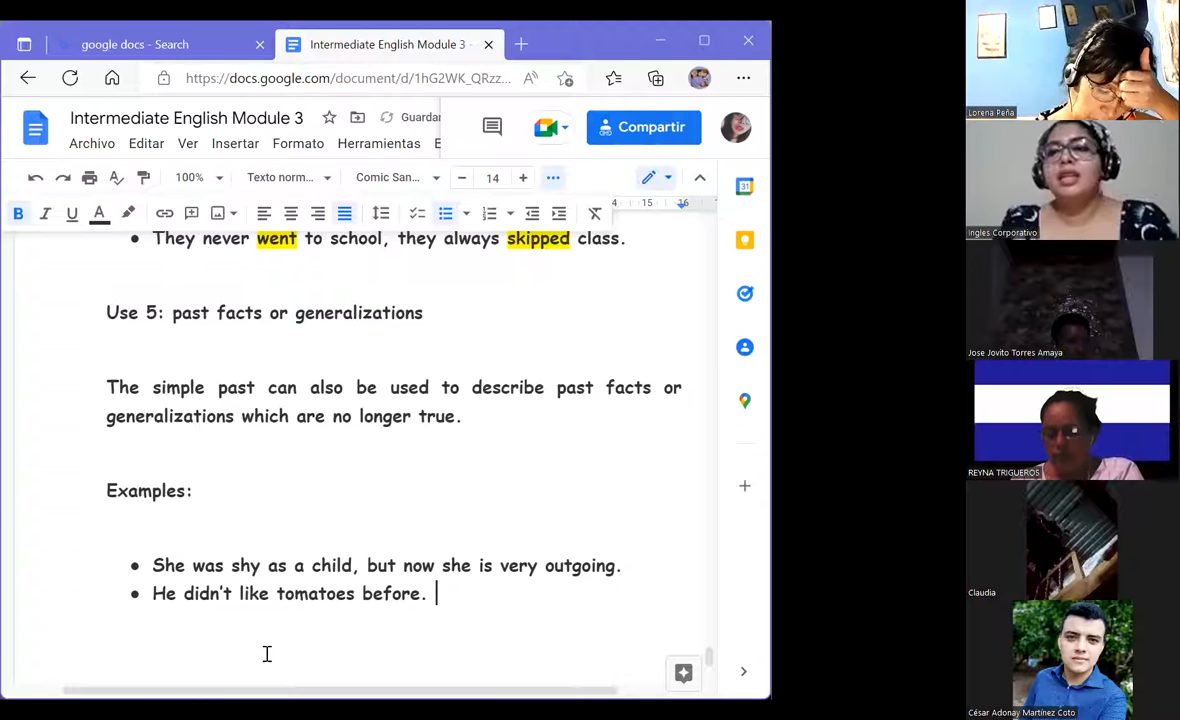 google docs - Search
Intermediate English Module 3 -
https://docs.google.com/document/d/1hG2WK_QRzz...
Intermediate English Module 3
Guardar
Compartir
Archivo Editar Ver Insertar Formato Herramientas E
100% Texto norm... Comic San... 14
15 16
They never went to school, they always skipped class.
Use 5: past facts or generalizations
The simple past can also be used to describe past facts or
generalizations which are no longer true.
Examples:
She was shy as a child, but now she is very outgoing.
He didn't like tomatoes before.
Lorena Peña
Ingles Corporativo
Jose Jovito Torres Amaya
REYNA TRIGUEROS
Claudia
César Adonay Martínez Coto